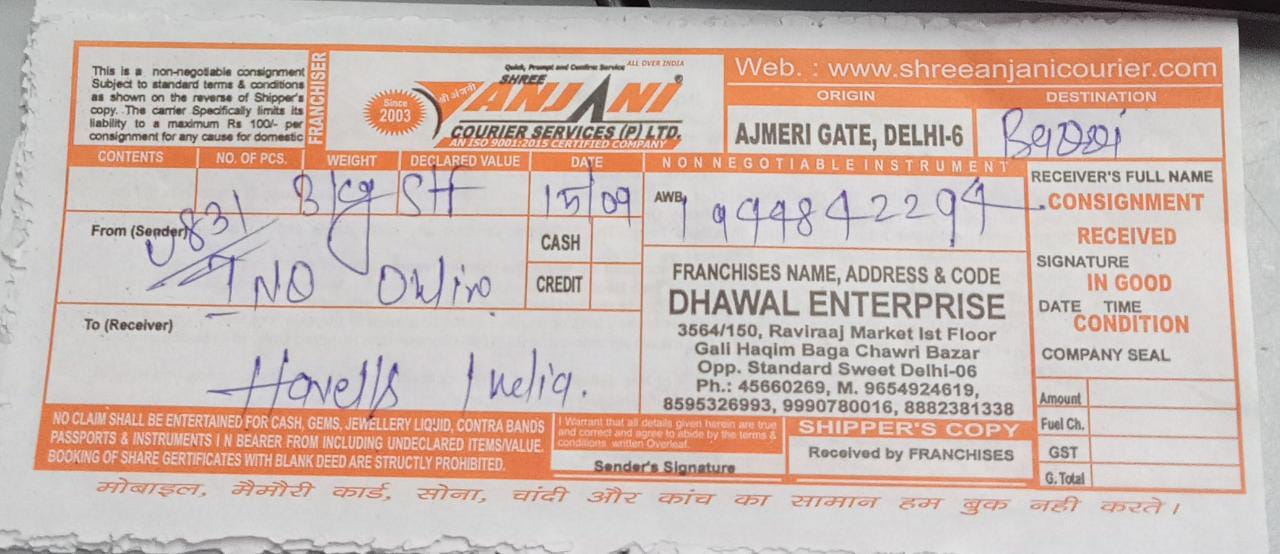 This is a non-negotiable consignment
Subject to standard terms & conditions
as shown on the reverse of Shipper's
copy. The carrier Specifically limits its
liability to a maximum Rs 100/- per
consignment for any cause for domestic
FRANCHISER
Since
2003
Quick, Prompt and Confirm Service ALL OVER INDIA
श्री अंजनी
SHREE
ANJANI
COURIER SERVICES (P) LTD.
AN ISO 9001:2015 CERTIFIED COMPANY
Web. : www.shreeanjanicourier.com
ORIGIN
DESTINATION
AJMERI GATE, DELHI-6
CONTENTS
NO. OF PCS.
WEIGHT
DECLARED VALUE
DATE
NON NEGOTIABLE INSTRUMENT
3 kg
15/09
AWB
1994842294
From (Sender)
831
CASH
CREDIT
To (Receiver)
Havells India.
FRANCHISES NAME, ADDRESS & CODE
DHAWAL ENTERPRISE
3564/150, Raviraaj Market Ist Floor
Gali Haqim Baga Chawri Bazar
Opp. Standard Sweet Delhi-06
Ph.: 45660269, M. 9654924619,
8595326993, 9990780016, 8882381338
RECEIVER'S FULL NAME
CONSIGNMENT
RECEIVED
SIGNATURE
IN GOOD
DATE TIME
CONDITION
COMPANY SEAL
Amount
Fuel Ch.
GST
G. Total
NO CLAIM SHALL BE ENTERTAINED FOR CASH, GEMS, JEWELLERY LIQUID, CONTRA BANDS
PASSPORTS & INSTRUMENTS I N BEARER FROM INCLUDING UNDECLARED ITEMS/VALUE.
BOOKING OF SHARE GERTIFICATES WITH BLANK DEED ARE STRUCTLY PROHIBITED.
I Warrant that all details given herein are true
and correct and agree to abide by the terms &
conditions written Overleaf.
Sender's Signature
SHIPPER'S COPY
Received by FRANCHISES
मोबाइल, मैमौरी कार्ड, सोना, चांदी और कांच का सामान हम बुक नही करते।